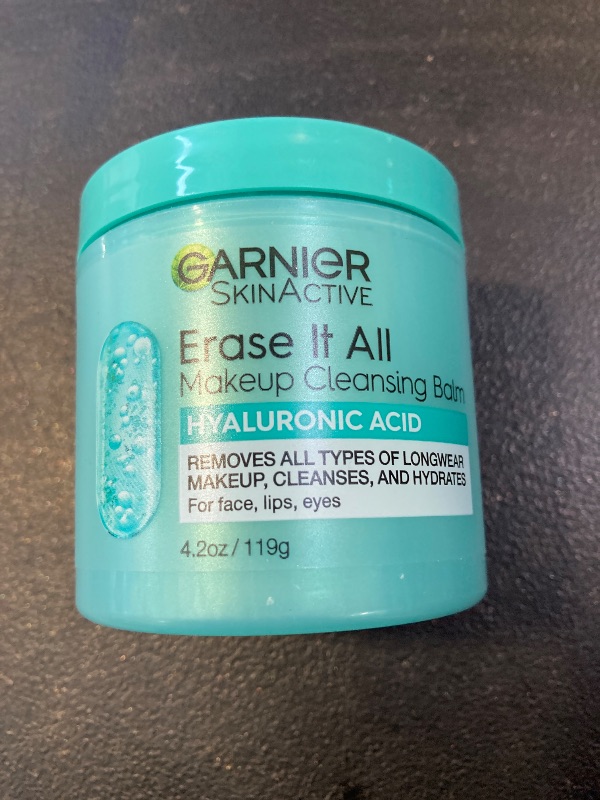 GARNIER
SKINACTIVE
Erase It All
Makeup Cleansing Balm
HYALURONIC ACID
REMOVES ALL TYPES OF LONGWEAR
MAKEUP, CLEANSES, AND HYDRATES
For face, lips, eyes
4.2oz / 119g